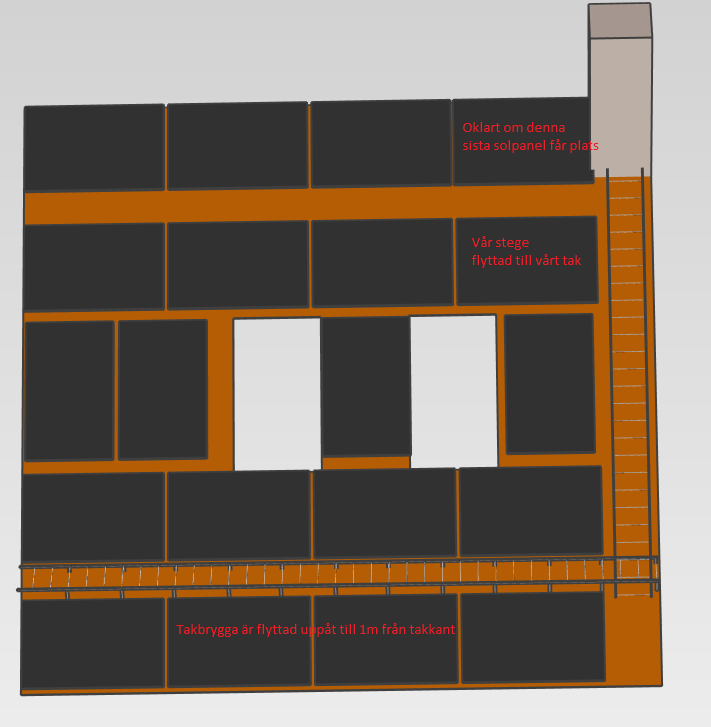 Oklart om denna
sista solpanel får plats
Vår stege
flyttad till vårt tak
Takbrygga är flyttad uppåt till 1m från takkant